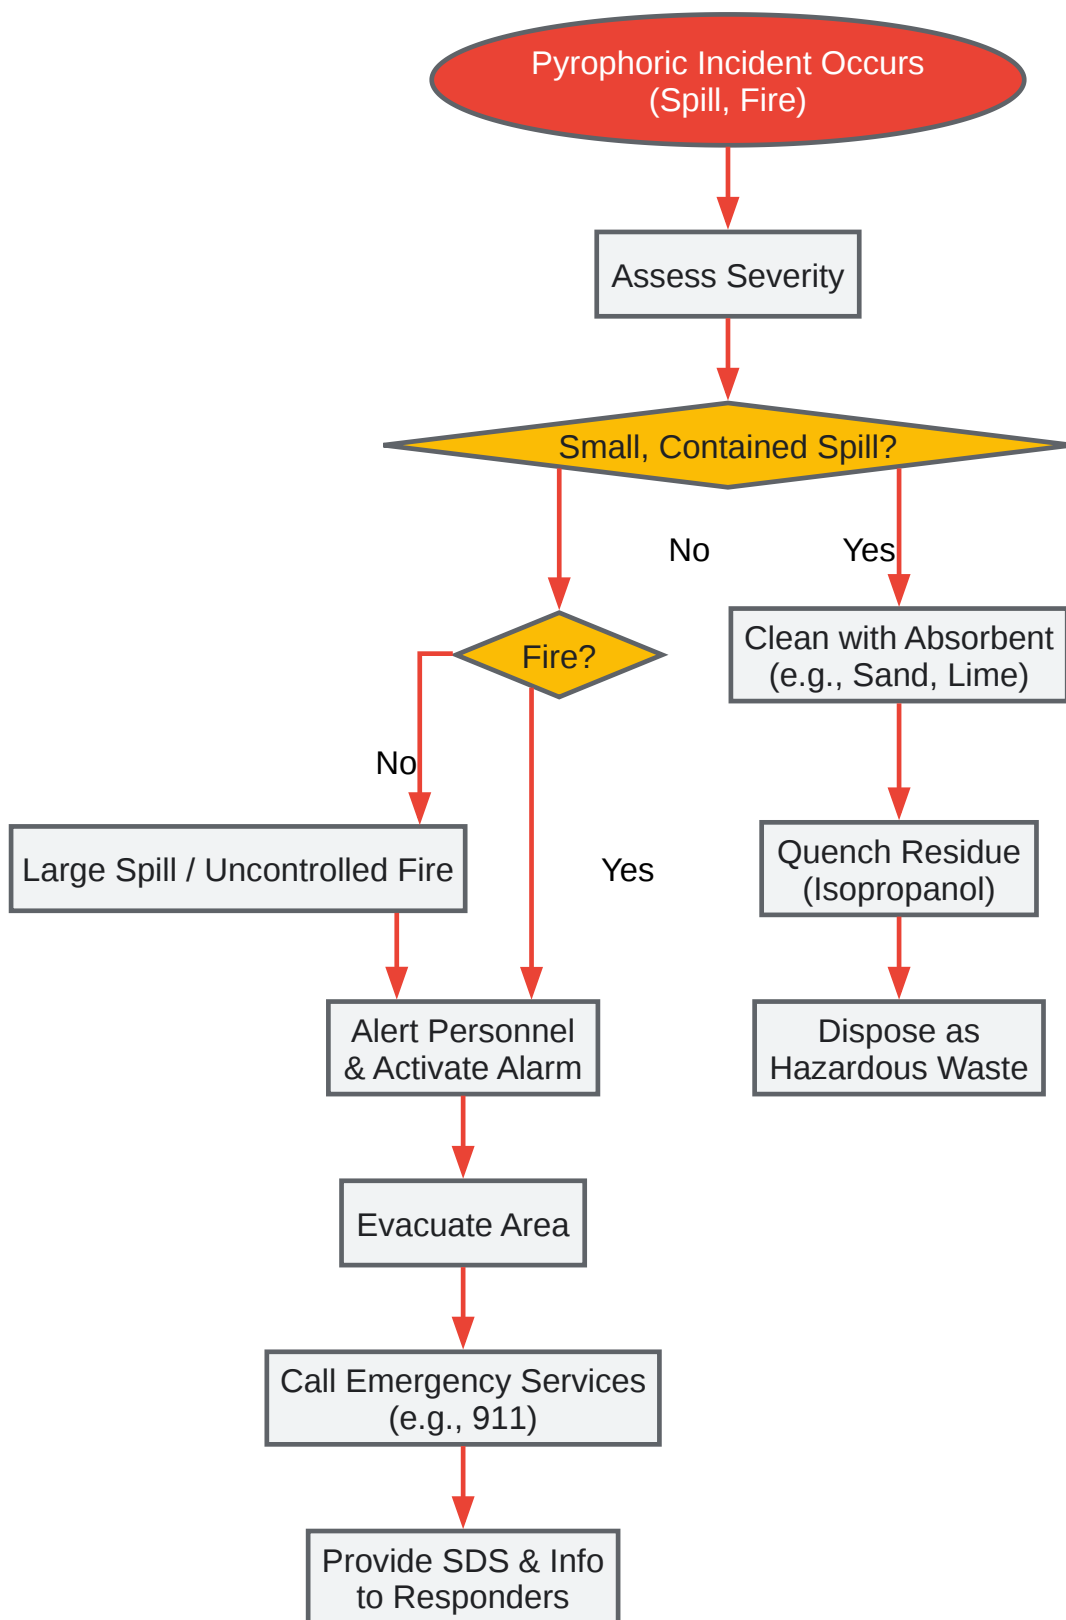 Pyrophoric Incident Occurs
(Spill, Fire)
Assess Severity
Small, Contained Spill?
No
Yes
Clean with Absorbent
(e.g., Sand, Lime)
Fire?
No
Large Spill / Uncontrolled Fire
Yes
Quench Residue
(Isopropanol)
Alert Personnel
& Activate Alarm
Dispose as
Hazardous Waste
Evacuate Area
Call Emergency Services
(e.g., 911)
Provide SDS & Info
to Responders